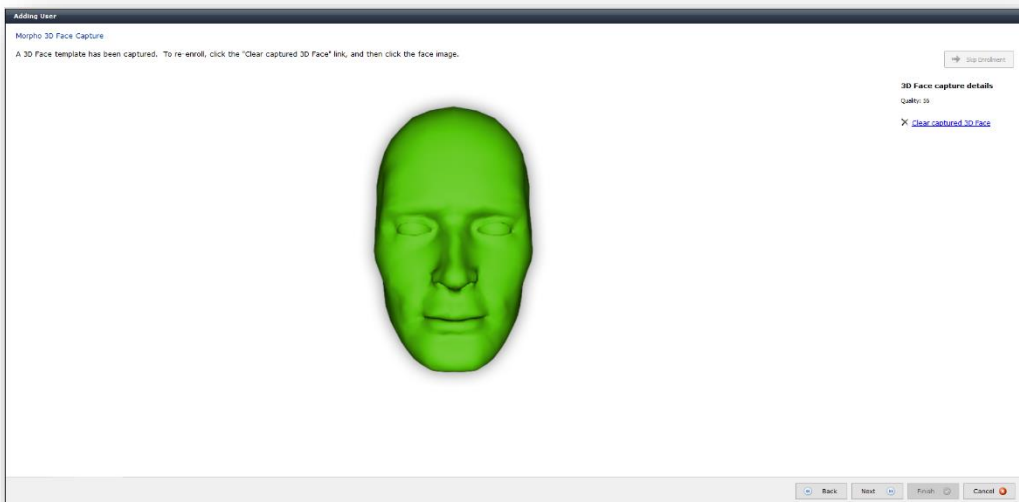 Adding User
Morpho 3D Face Capture
A 3D Face template has been captured. To re-enroll, click the "Clear captured 3D Face" link, and then click the face image.
Skip Enrollment
3D Face capture details
Quality:
Clear captured 3D Face
Back Next Finish Cancel